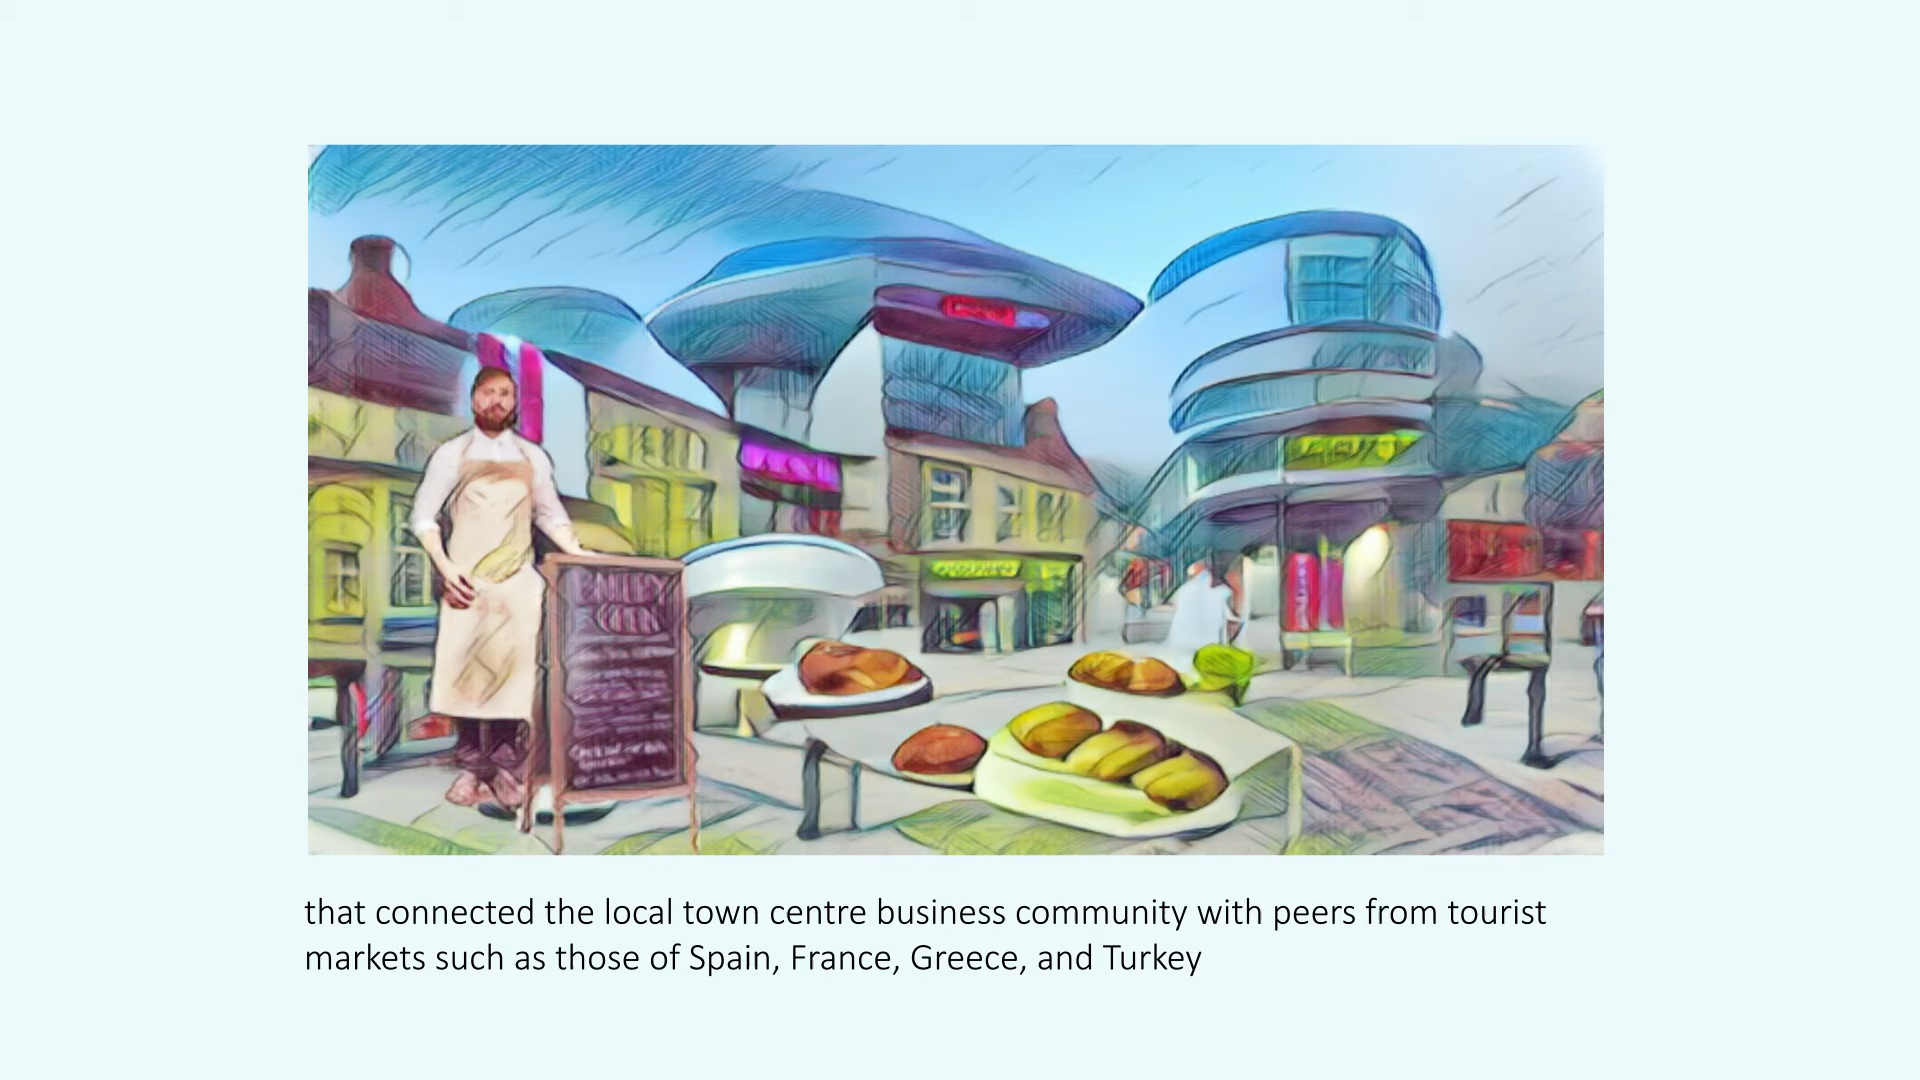 that connected the local town centre business community with peers from tourist
markets such as those of Spain, France, Greece, and Turkey